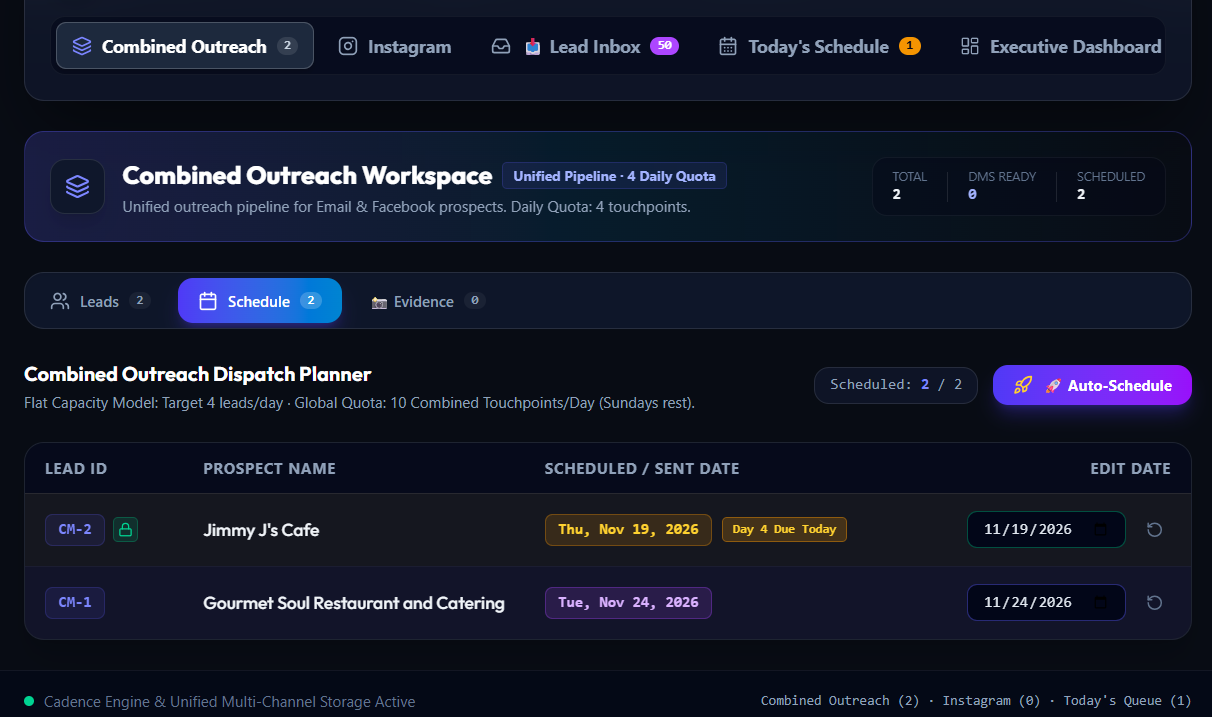 Combined Outreach 2 Instagram Lead Inbox 50 Today's Schedule 1 Executive Dashboard
Combined Outreach Workspace Unified Pipeline · 4 Daily Quota
Unified outreach pipeline for Email & Facebook prospects. Daily Quota: 4 touchpoints.
TOTAL DMS READY SCHEDULED
2 0 2
Leads 2 Schedule 2 Evidence 0
Combined Outreach Dispatch Planner
Flat Capacity Model: Target 4 leads/day · Global Quota: 10 Combined Touchpoints/Day (Sundays rest).
Scheduled: 2 / 2 Auto-Schedule
LEAD ID PROSPECT NAME SCHEDULED / SENT DATE EDIT DATE
CM-2 Jimmy J's Cafe Thu, Nov 19, 2026 Day 4 Due Today 11/19/2026
CM-1 Gourmet Soul Restaurant and Catering Tue, Nov 24, 2026 11/24/2026
Cadence Engine & Unified Multi-Channel Storage Active Combined Outreach (2) · Instagram (0) · Today's Queue (1)